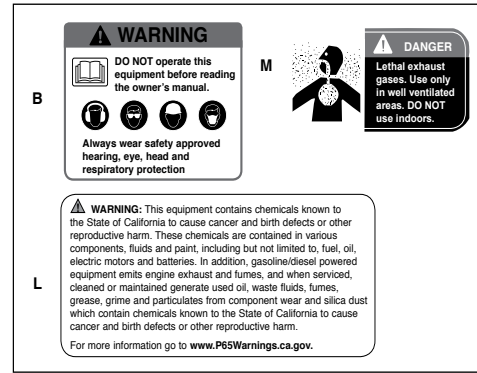 WARNING
DO NOT operate this
equipment before reading
the owner's manual.
B
Always wear safety approved
hearing, eye, head and
respiratory protection
M
DANGER
Lethal exhaust
gases. Use only
in well ventilated
areas. DO NOT
use indoors.
L
WARNING: This equipment contains chemicals known to
the State of California to cause cancer and birth defects or other
reproductive harm. These chemicals are contained in various
components, fluids and paint, including but not limited to, fuel, oil,
electric motors and batteries. In addition, gasoline/diesel powered
equipment emits engine exhaust and fumes, and when serviced,
cleaned or maintained generate used oil, waste fluids, fumes,
grease, grime and particulates from component wear and silica dust
which contain chemicals known to the State of California to cause
cancer and birth defects or other reproductive harm.
For more information go to www.P65Warnings.ca.gov.